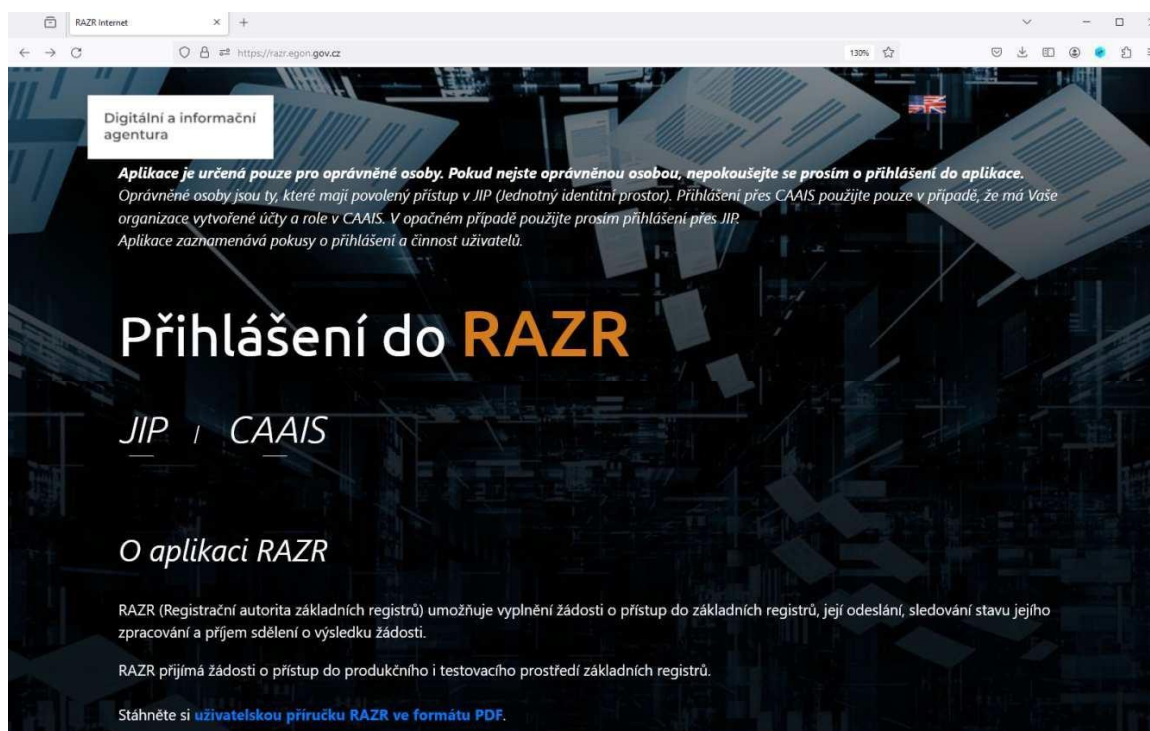 RAZR Internet
https://razr.egon.gov.cz
130%
Digitální a informační
agentura
Aplikace je určená pouze pro oprávněné osoby. Pokud nejste oprávněnou osobou, nepokoušejte se prosím o přihlášení do aplikace.
Oprávněné osoby jsou ty, které mají povolený přístup v JIP (Jednotný identitní prostor). Přihlášení přes CAAIS použijte pouze v případě, že má Vaše
organizace vytvořené účty a role v CAAIS. V opačném případě použijte prosím přihlášení přes JIP.
Aplikace zaznamenává pokusy o přihlášení a činnost uživatelů.
Přihlášení do RAZR
JIP / CAAIS
O aplikaci RAZR
RAZR (Registrační autorita základních registrů) umožňuje vyplnění žádosti o přístup do základních registrů, její odeslání, sledování stavu jejího
zpracování a příjem sdělení o výsledku žádosti.
RAZR přijímá žádosti o přístup do produkčního i testovacího prostředí základních registrů.
Stáhněte si uživatelskou příručku RAZR ve formátu PDF.